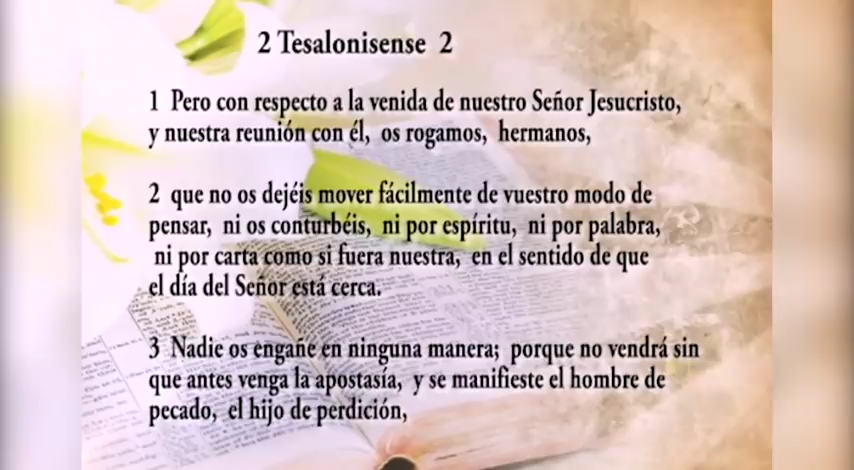 2 Tesalonisense 2
1 Pero con respecto a la venida de nuestro Señor Jesucristo,
y nuestra reunión con él, os rogamos, hermanos,
2 que no os dejéis mover fácilmente de vuestro modo de
pensar, ni os conturbéis, ni por espíritu, ni por palabra,
ni por carta como si fuera nuestra, en el sentido de que
el día del Señor está cerca.
3 Nadie os engañe en ninguna manera; porque no vendrá sin
que antes venga la apostasía, y se manifieste el hombre de
pecado, el hijo de perdición,